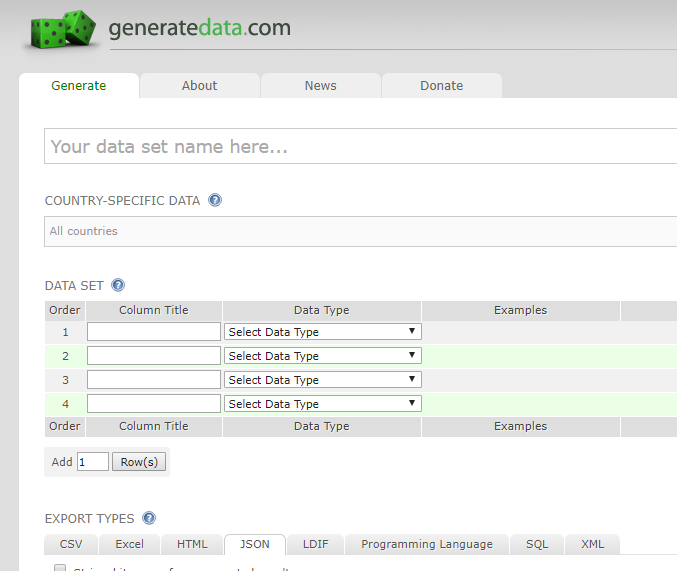 generatedata.com
Generate About News Donate
Your data set name here...
COUNTRY-SPECIFIC DATA ?
All countries
DATA SET ?
Order Column Title Data Type Examples
1 Select Data Type
2 Select Data Type
3 Select Data Type
4 Select Data Type
Order Column Title Data Type Examples
Add 1 Row(s)
EXPORT TYPES ?
CSV Excel HTML JSON LDIF Programming Language SQL XML